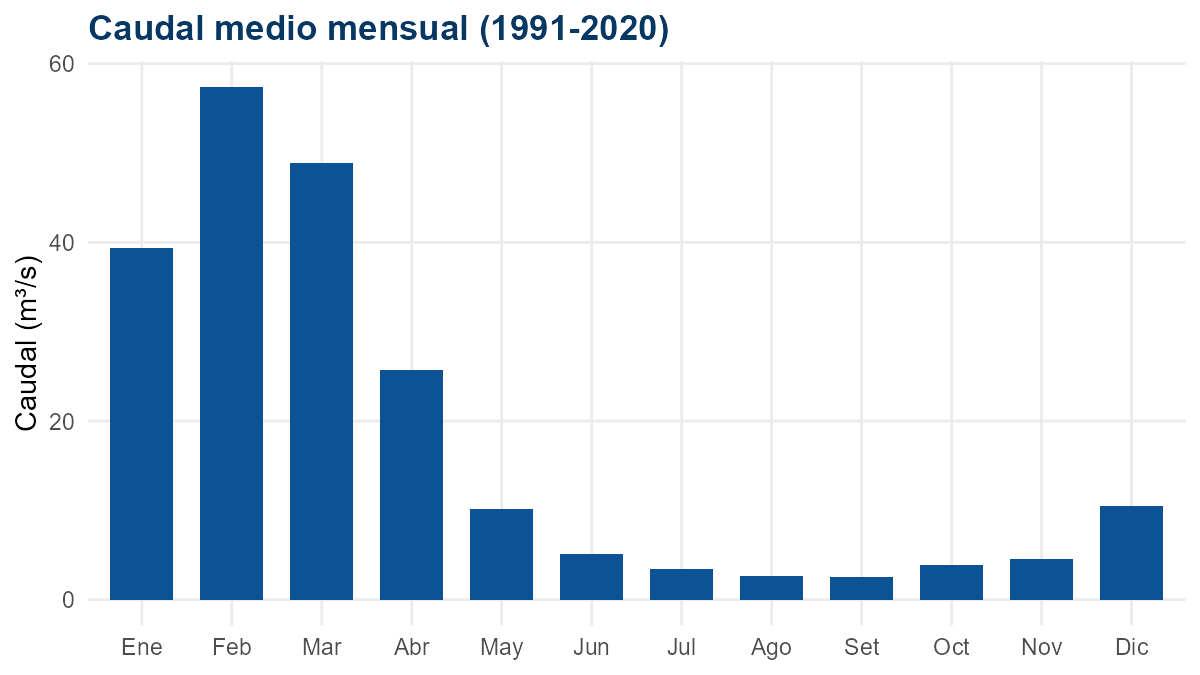 Caudal medio mensual (1991-2020)
Caudal (m³/s)
60
40
20
0
Ene Feb Mar Abr May Jun Jul Ago Set Oct Nov Dic